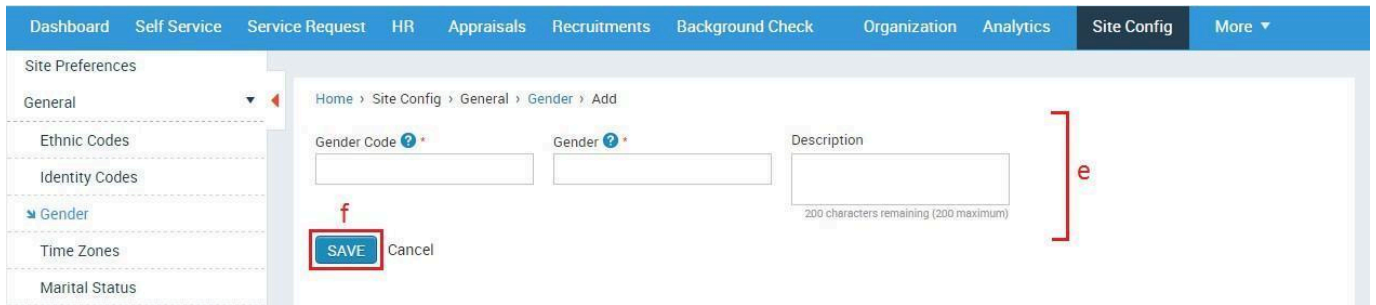 Dashboard Self Service Service Request HR Appraisals Recruitments Background Check Organization Analytics Site Config More ▼
Site Preferences
General
Ethnic Codes
Identity Codes
Gender
Time Zones
Marital Status
Home › Site Config › General › Gender › Add
Gender Code ? * Gender ? * Description
200 characters remaining (200 maximum)
e
f
SAVE Cancel